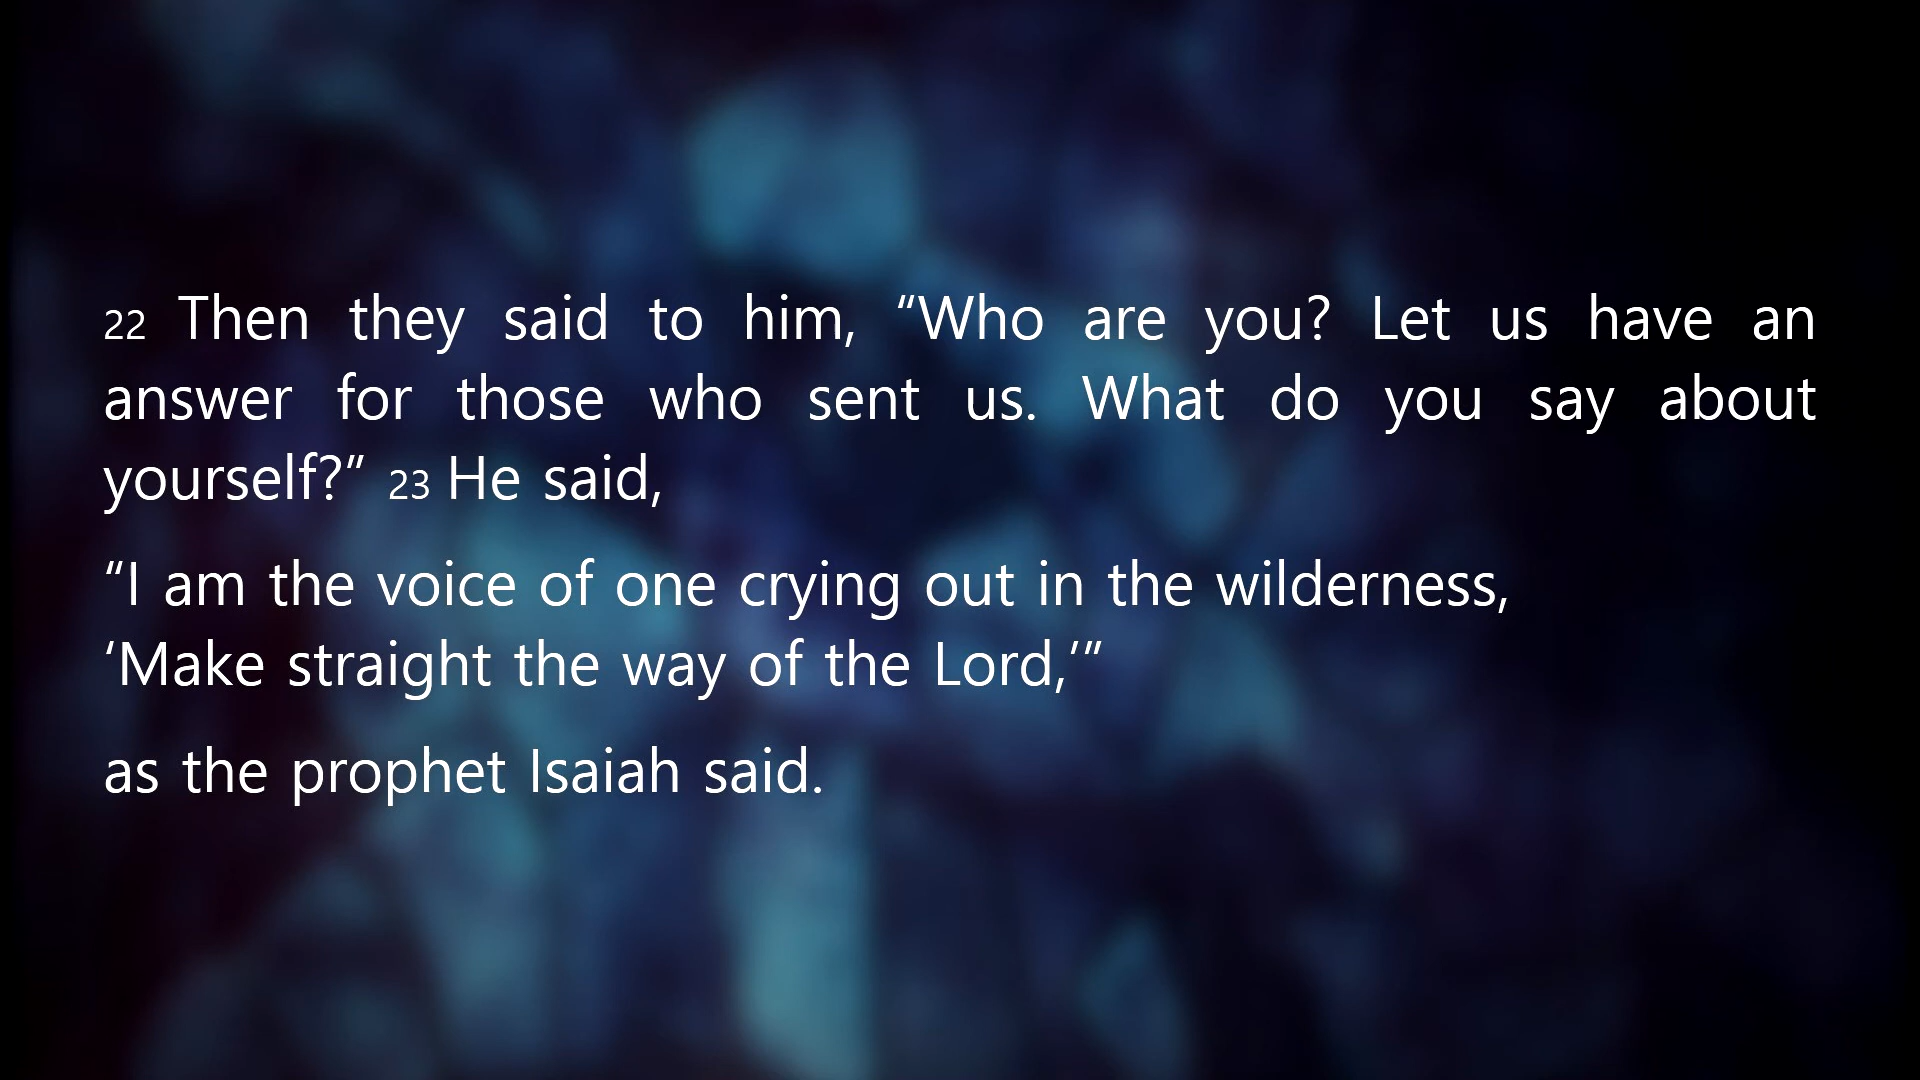 22 Then they said to him, “Who are you? Let us have an
answer for those who sent us. What do you say about
yourself?” 23 He said,
“I am the voice of one crying out in the wilderness,
‘Make straight the way of the Lord,’”
as the prophet Isaiah said.